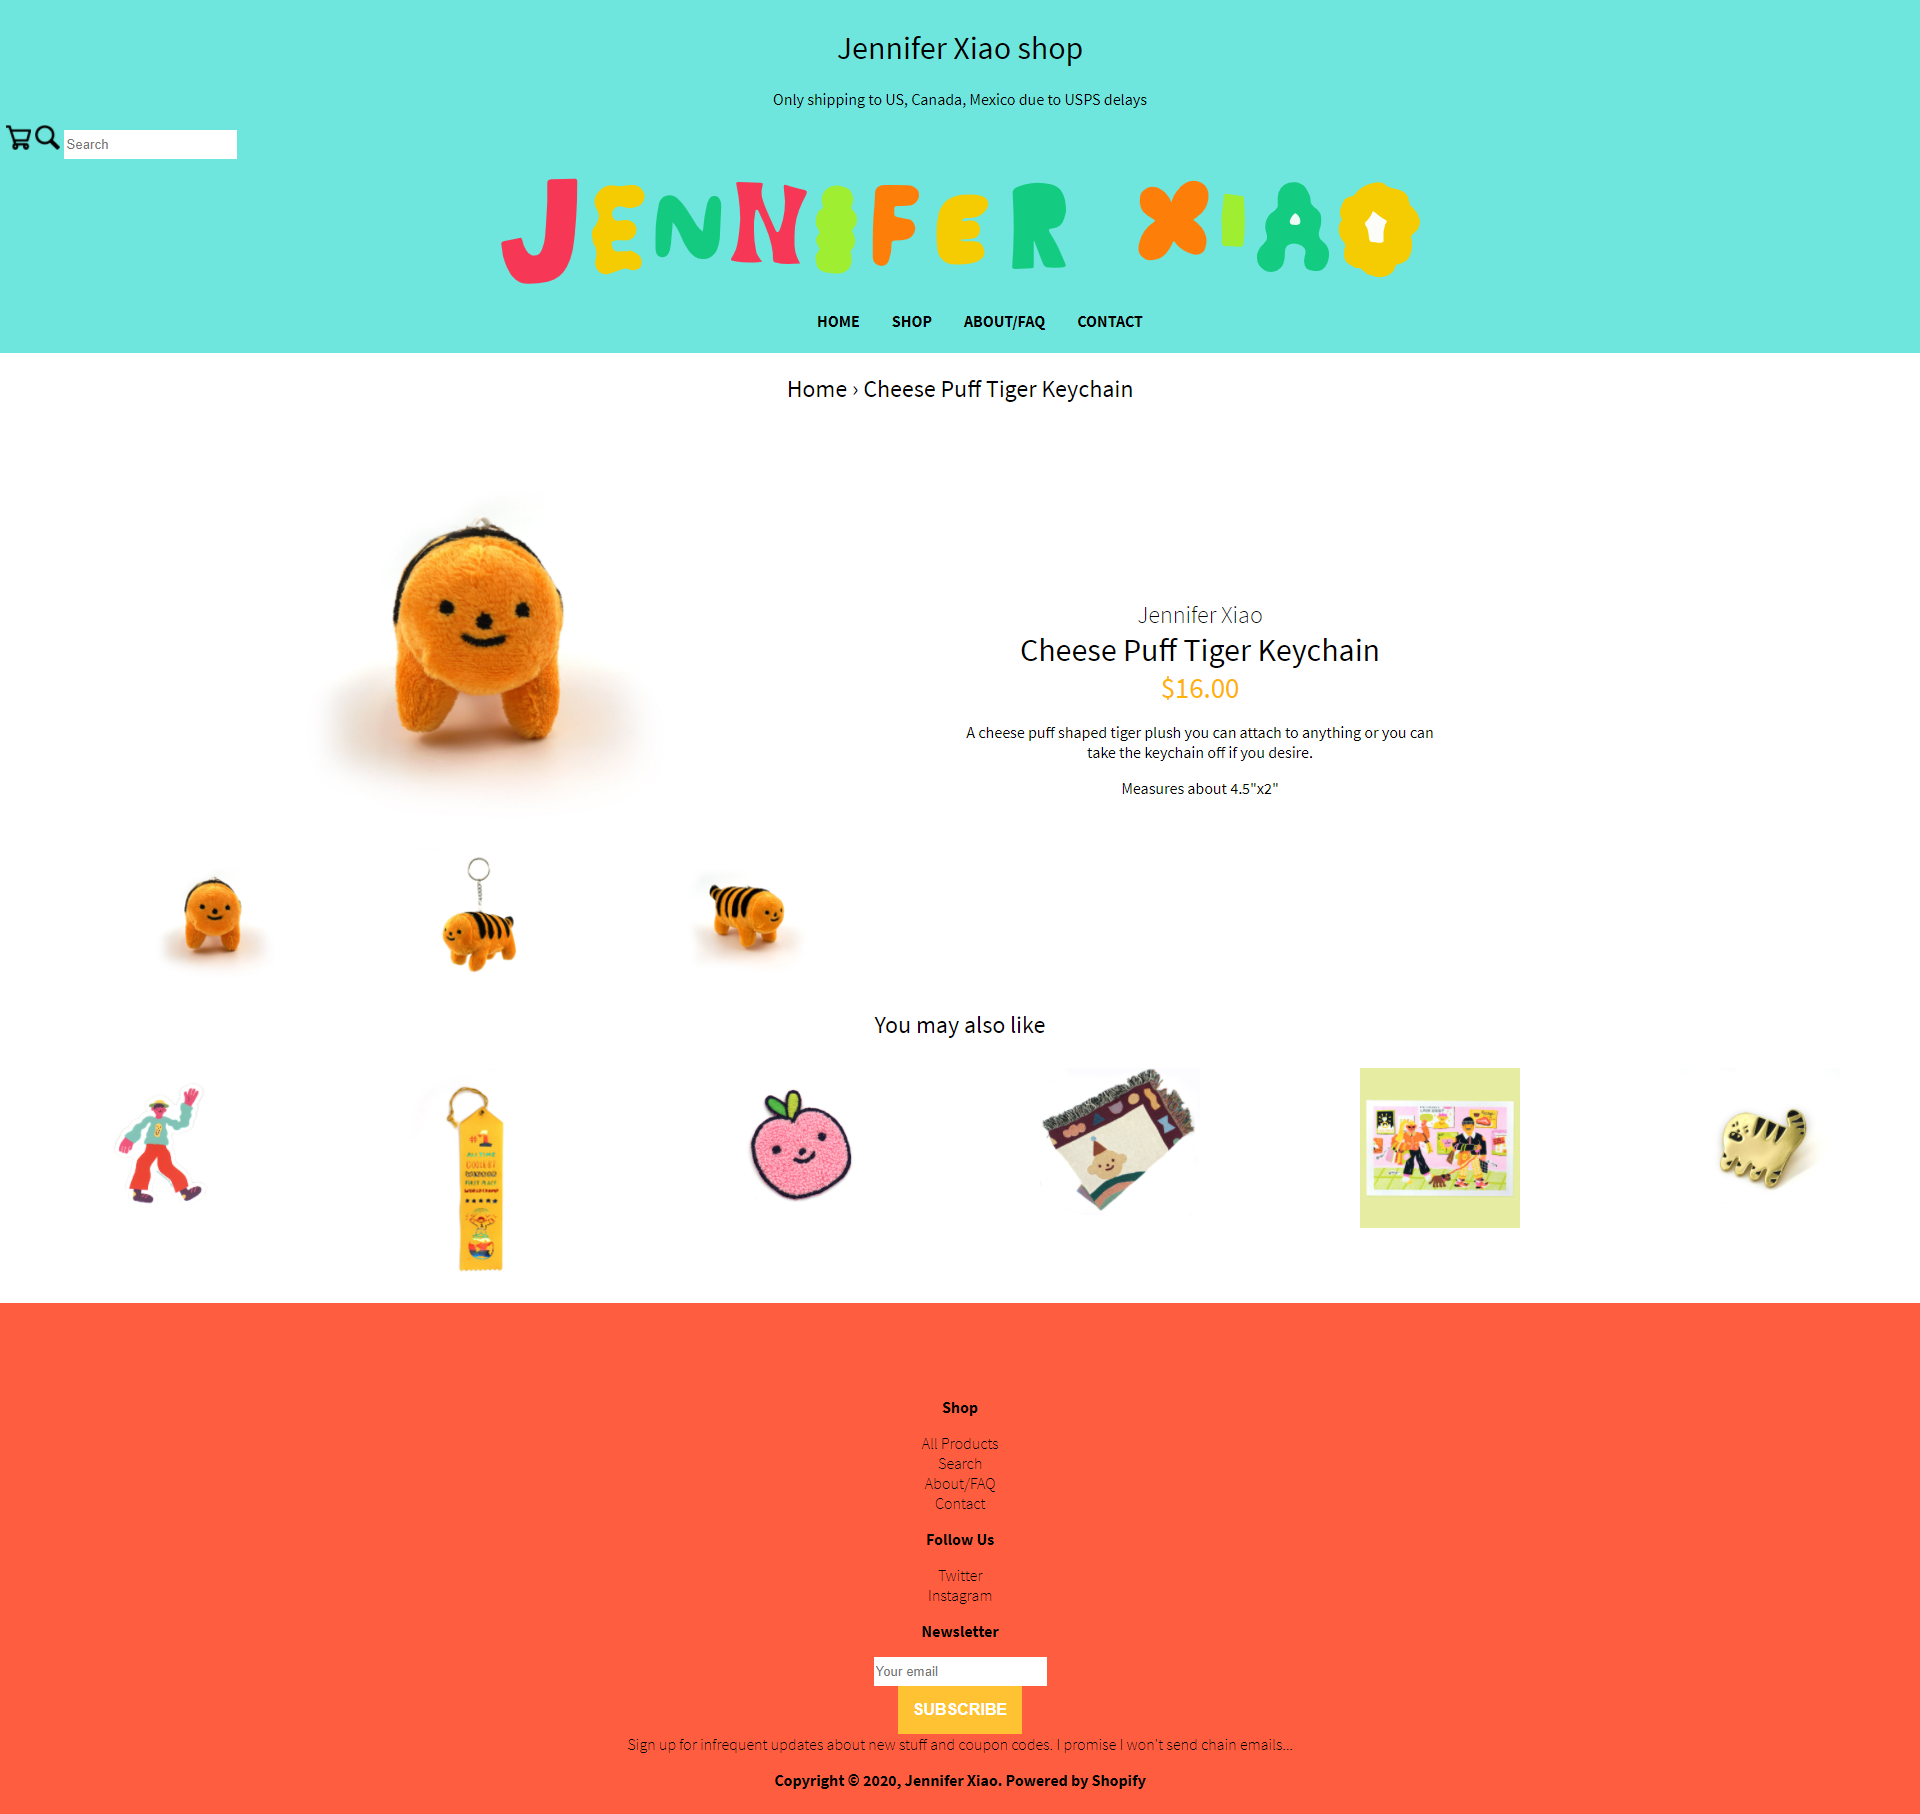 Jennifer Xiao shop
Only shipping to US, Canada, Mexico due to USPS delays
Search
JENNIFER XIAO
HOME SHOP ABOUT/FAQ CONTACT
Home › Cheese Puff Tiger Keychain
Jennifer Xiao
Cheese Puff Tiger Keychain
$16.00
A cheese puff shaped tiger plush you can attach to anything or you can
take the keychain off if you desire.
Measures about 4.5"x2"
You may also like
#1
COOLEST
FIRST PLACE
Shop
All Products
Search
About/FAQ
Contact
Follow Us
Twitter
Instagram
Newsletter
Your email
SUBSCRIBE
Sign up for infrequent updates about new stuff and coupon codes. I promise I won't send chain emails...
Copyright © 2020, Jennifer Xiao. Powered by Shopify